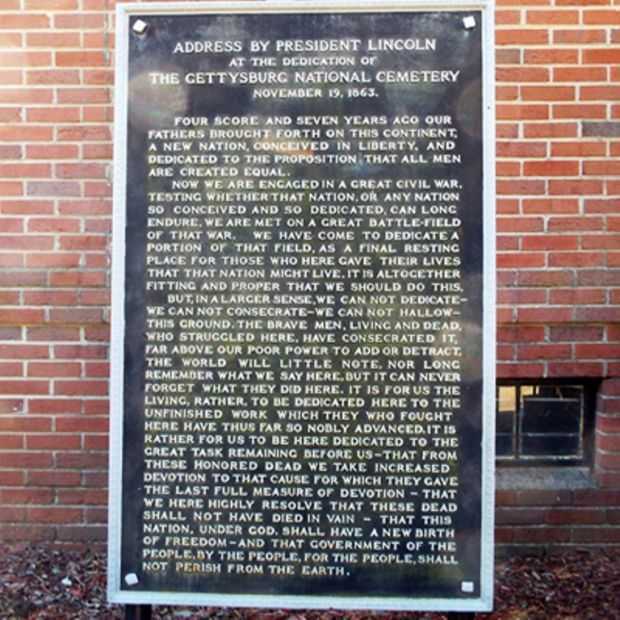 ADDRESS BY PRESIDENT LINCOLN
AT THE DEDICATION OF
THE GETTYSBURG NATIONAL CEMETERY
NOVEMBER 19, 1863.
FOUR SCORE AND SEVEN YEARS AGO OUR
FATHERS BROUGHT FORTH ON THIS CONTINENT,
A NEW NATION, CONCEIVED IN LIBERTY, AND
DEDICATED TO THE PROPOSITION THAT ALL MEN
ARE CREATED EQUAL.
NOW WE ARE ENGAGED IN A GREAT CIVIL WAR,
TESTING WHETHER THAT NATION, OR ANY NATION
SO CONCEIVED AND SO DEDICATED, CAN LONG
ENDURE. WE ARE MET ON A GREAT BATTLE-FIELD
OF THAT WAR. WE HAVE COME TO DEDICATE A
PORTION OF THAT FIELD, AS A FINAL RESTING
PLACE FOR THOSE WHO HERE GAVE THEIR LIVES
THAT THAT NATION MIGHT LIVE. IT IS ALTOGETHER
FITTING AND PROPER THAT WE SHOULD DO THIS.
BUT, IN A LARGER SENSE, WE CAN NOT DEDICATE—
WE CAN NOT CONSECRATE—WE CAN NOT HALLOW—
THIS GROUND. THE BRAVE MEN, LIVING AND DEAD,
WHO STRUGGLED HERE, HAVE CONSECRATED IT,
FAR ABOVE OUR POOR POWER TO ADD OR DETRACT.
THE WORLD WILL LITTLE NOTE, NOR LONG
REMEMBER WHAT WE SAY HERE, BUT IT CAN NEVER
FORGET WHAT THEY DID HERE. IT IS FOR US THE
LIVING, RATHER, TO BE DEDICATED HERE TO THE
UNFINISHED WORK WHICH THEY WHO FOUGHT
HERE HAVE THUS FAR SO NOBLY ADVANCED. IT IS
RATHER FOR US TO BE HERE DEDICATED TO THE
GREAT TASK REMAINING BEFORE US—THAT FROM
THESE HONORED DEAD WE TAKE INCREASED
DEVOTION TO THAT CAUSE FOR WHICH THEY GAVE
THE LAST FULL MEASURE OF DEVOTION — THAT
WE HERE HIGHLY RESOLVE THAT THESE DEAD
SHALL NOT HAVE DIED IN VAIN — THAT THIS
NATION, UNDER GOD, SHALL HAVE A NEW BIRTH
OF FREEDOM—AND THAT GOVERNMENT OF THE
PEOPLE, BY THE PEOPLE, FOR THE PEOPLE, SHALL
NOT PERISH FROM THE EARTH.